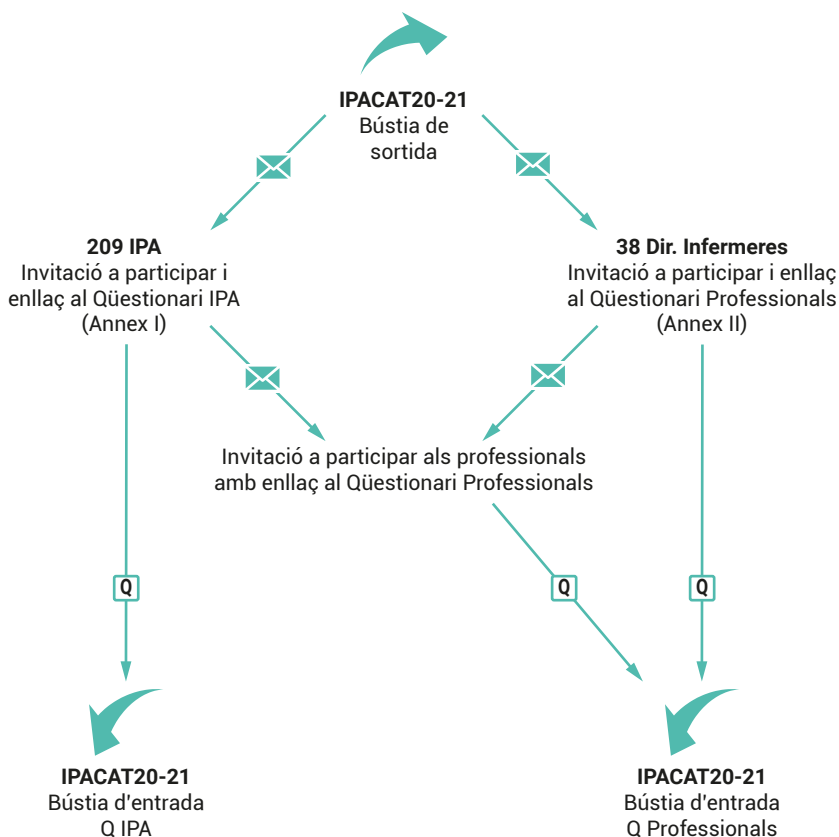 IPACAT20-21
Bústia de
sortida
209 IPA
Invitació a participar i
enllaç al Qüestionari IPA
(Annex I)
38 Dir. Infermeres
Invitació a participar i enllaç
al Qüestionari Professionals
(Annex II)
Invitació a participar als professionals
amb enllaç al Qüestionari Professionals
Q
Q
Q
IPACAT20-21
Bústia d'entrada
Q IPA
IPACAT20-21
Bústia d'entrada
Q Professionals